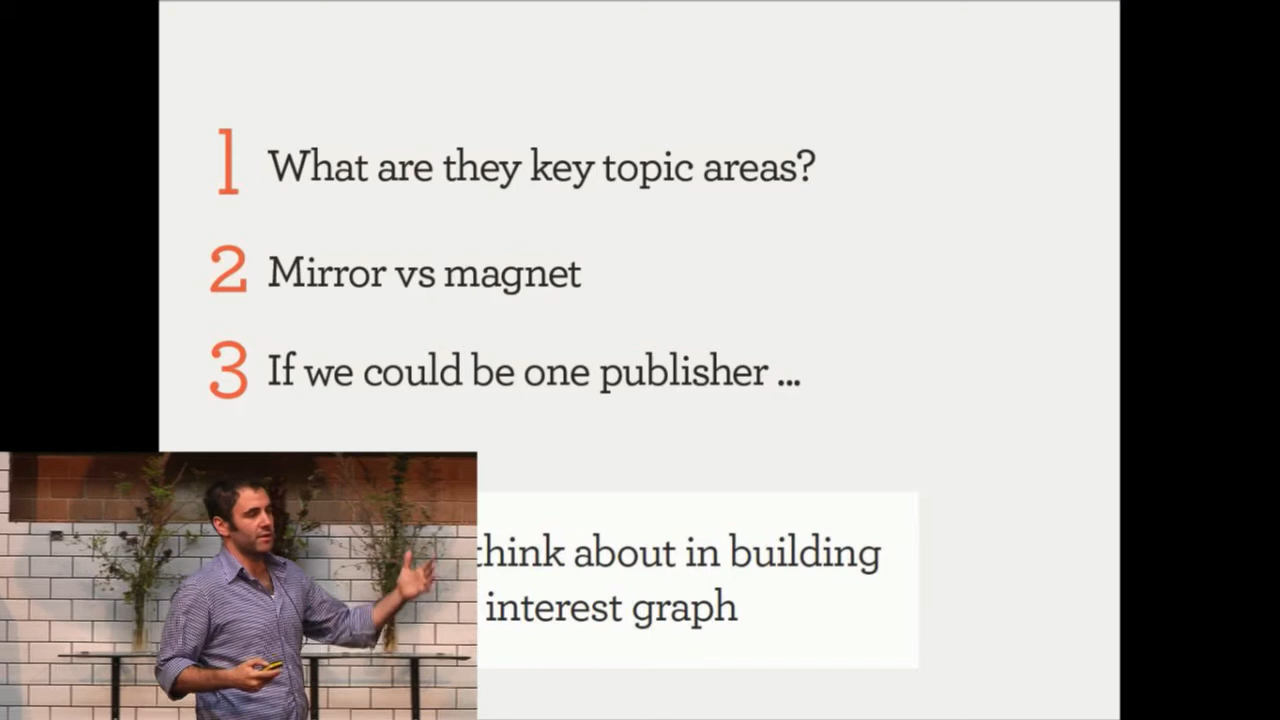 1 What are they key topic areas?
2 Mirror vs magnet
3 If we could be one publisher ...
think about in building
interest graph